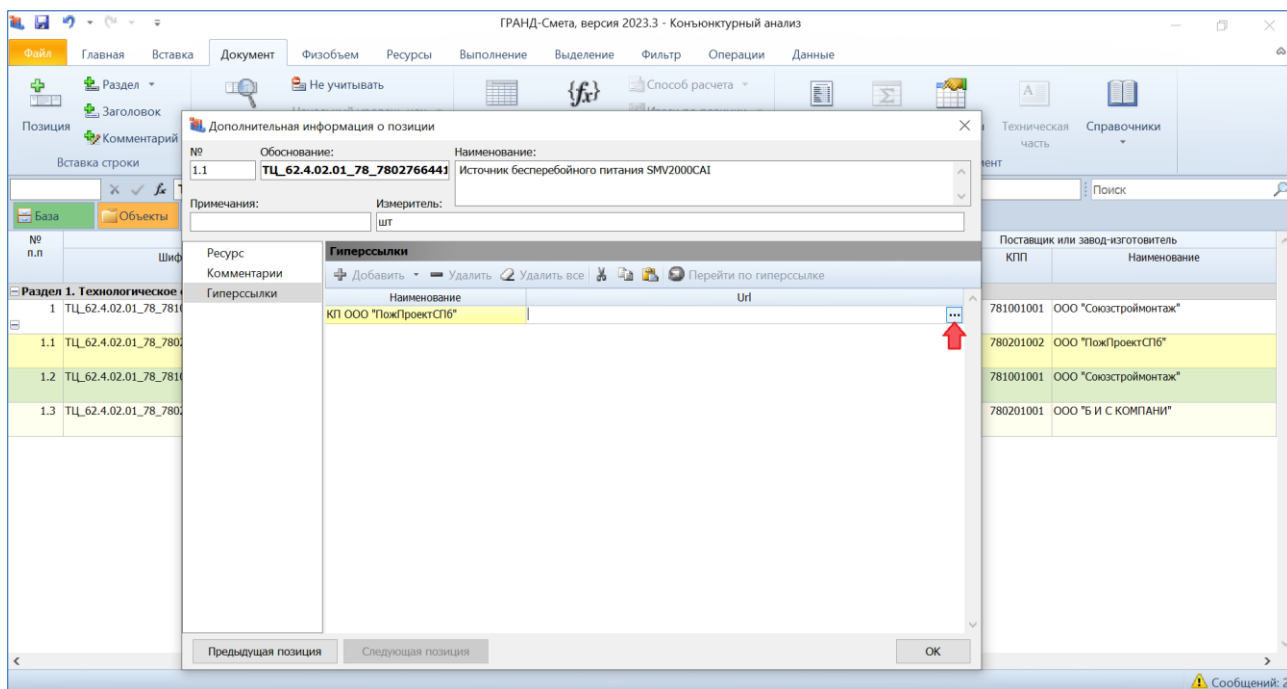 ГРАНД-Смета, версия 2023.3 - Конъюнктурный анализ
Файл Главная Вставка Документ Физобъем Ресурсы Выполнение Выделение Фильтр Операции Данные
Раздел Не учитывать Способ расчета
Заголовок
Позиция Комментарий
Техническая часть Справочники
Вставка строки
Поиск
База Объекты
Дополнительная информация о позиции
№ Обоснование: Наименование:
1.1 ТЦ_62.4.02.01_78_7802766441 Источник бесперебойного питания SMV2000CAI
Примечания: Измеритель:
шт
Ресурс
Комментарии
Гиперссылки
Гиперссылки
Добавить Удалить Удалить все Перейти по гиперссылке
Наименование Url
КП ООО "ПожПроектСПб"
Предыдущая позиция Следующая позиция OK
№ п.п
Поставщик или завод-изготовитель
КПП Наименование
Раздел 1. Технологическое
1 ТЦ_62.4.02.01_78_781 781001001 ООО "Союзстроймонтаж"
1.1 ТЦ_62.4.02.01_78_780 780201002 ООО "ПожПроектСПб"
1.2 ТЦ_62.4.02.01_78_781 781001001 ООО "Союзстроймонтаж"
1.3 ТЦ_62.4.02.01_78_780 780201001 ООО "Б И С КОМПАНИ"
Сообщений: 2